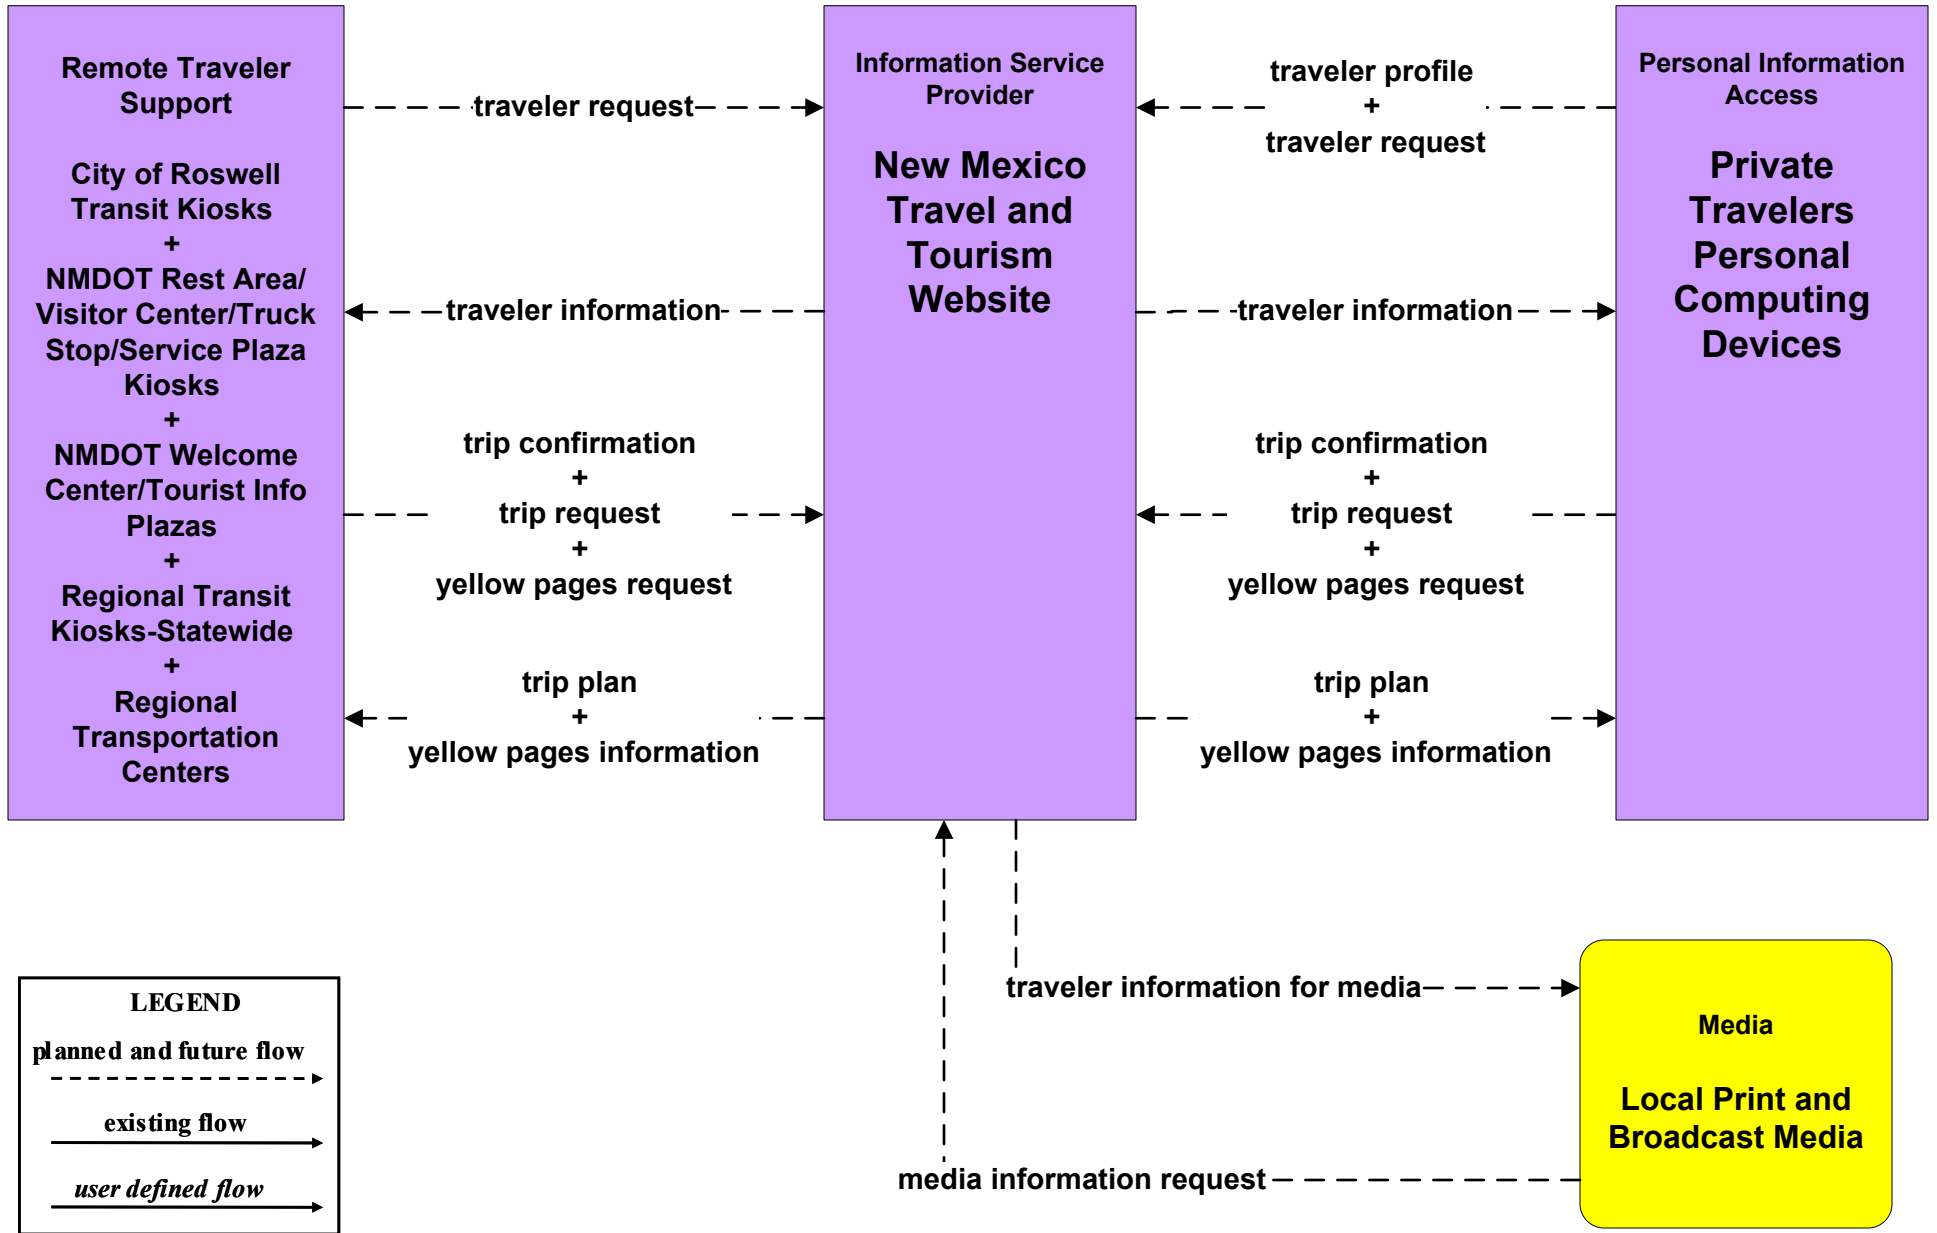 Remote Traveler
Support
City of Roswell
Transit Kiosks
+
NMDOT Rest Area/
Visitor Center/Truck
Stop/Service Plaza
Kiosks
+
NMDOT Welcome
Center/Tourist Info
Plazas
+
Regional Transit
Kiosks-Statewide
+
Regional
Transportation
Centers
traveler request
traveler information
trip confirmation
+
trip request
+
yellow pages request
trip plan
+
yellow pages information
Information Service
Provider
New Mexico
Travel and
Tourism
Website
traveler profile
+
traveler request
traveler information
trip confirmation
+
trip request
+
yellow pages request
trip plan
+
yellow pages information
Personal Information
Access
Private
Travelers
Personal
Computing
Devices
traveler information for media
media information request
Media
Local Print and
Broadcast Media
LEGEND
planned and future flow
existing flow
user defined flow